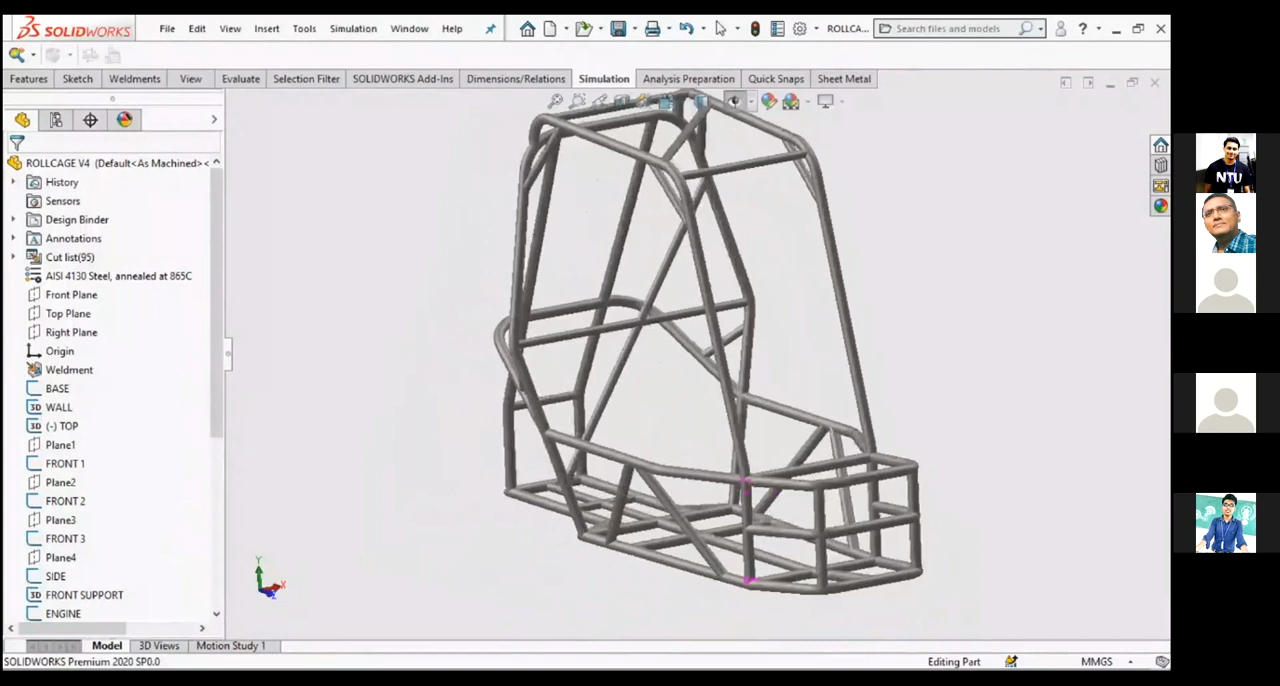 SOLIDWORKS File Edit View Insert Tools Simulation Window Help ROLLCA... Search files and models ?
Features Sketch Weldments View Evaluate Selection Filter SOLIDWORKS Add-Ins Dimensions/Relations Simulation Analysis Preparation Quick Snaps Sheet Metal
ROLLCAGE V4 (Default<As Machined><
History
Sensors
Design Binder
Annotations
Cut list(95)
AISI 4130 Steel, annealed at 865C
Front Plane
Top Plane
Right Plane
Origin
Weldment
BASE
3D WALL
3D (-) TOP
Plane1
FRONT 1
Plane2
FRONT 2
Plane3
FRONT 3
Plane4
SIDE
3D FRONT SUPPORT
ENGINE
Y
X
Z
NTU
Model 3D Views Motion Study 1
SOLIDWORKS Premium 2020 SP0.0 Editing Part MMGS